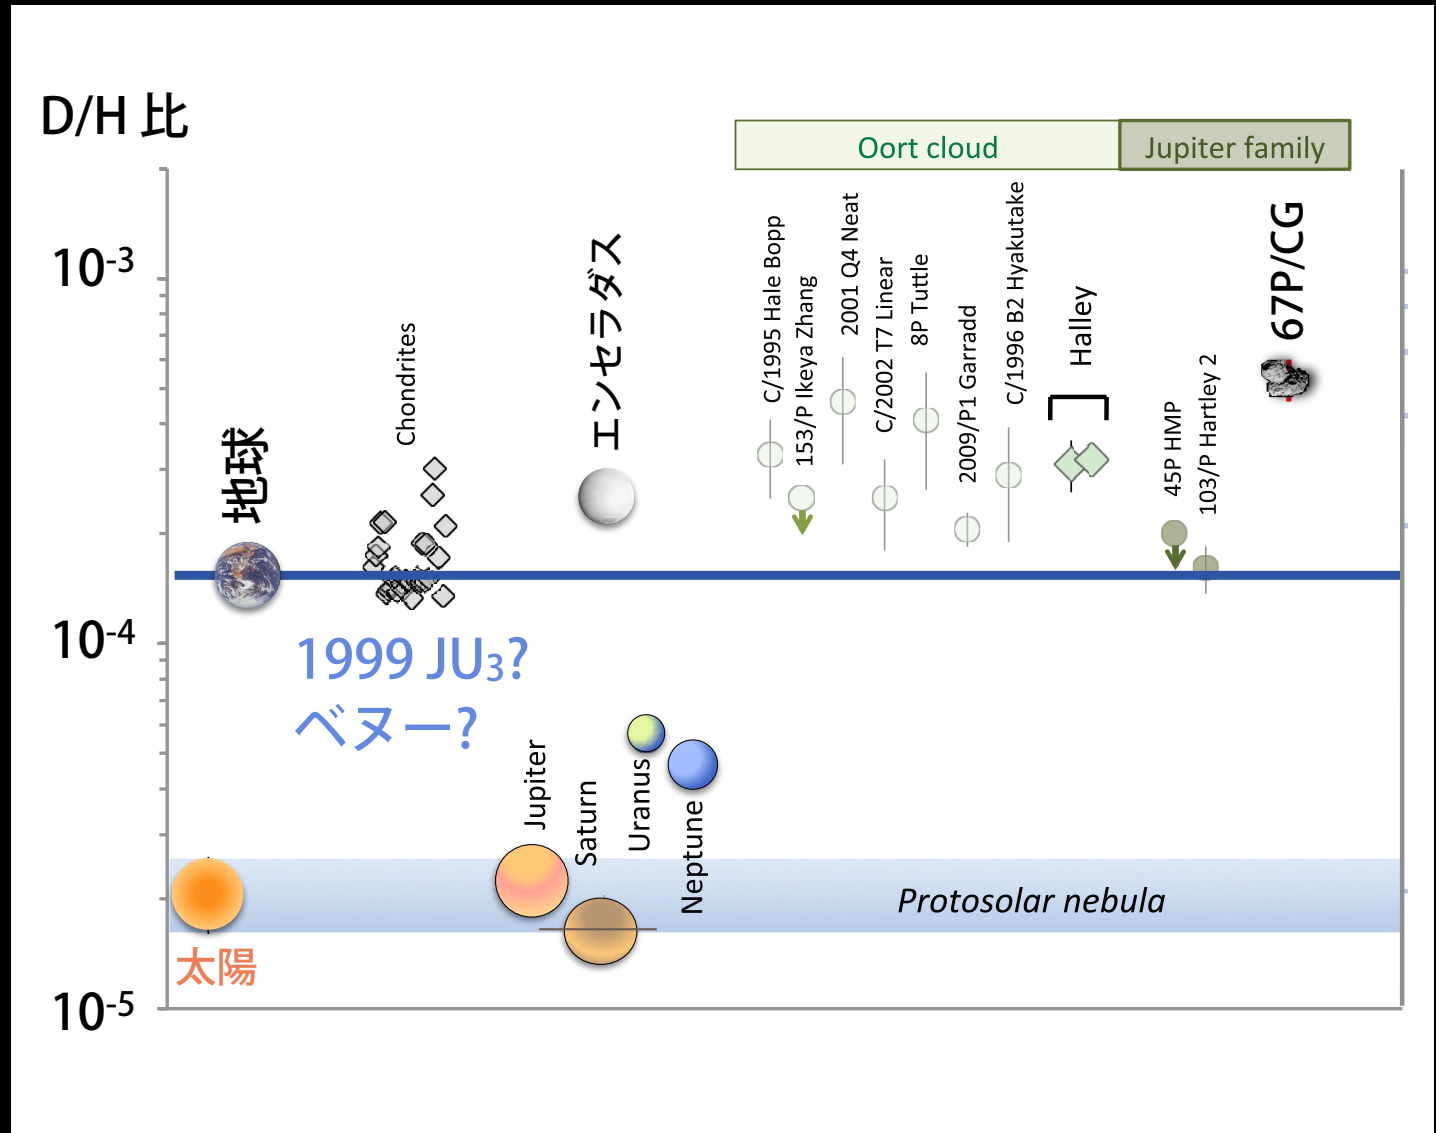 D/H 比
Oort cloud
Jupiter family
10-3
10-4
10-5
地球
Chondrites
エンセラダス
C/1995 Hale Bopp
153/P Ikeya Zhang
2001 Q4 Neat
C/2002 T7 Linear
8P Tuttle
2009/P1 Garradd
C/1996 B2 Hyakutake
Halley
45P HMP
103/P Hartley 2
67P/CG
1999 JU3?
ベヌー?
Jupiter
Saturn
Uranus
Neptune
Protosolar nebula
太陽